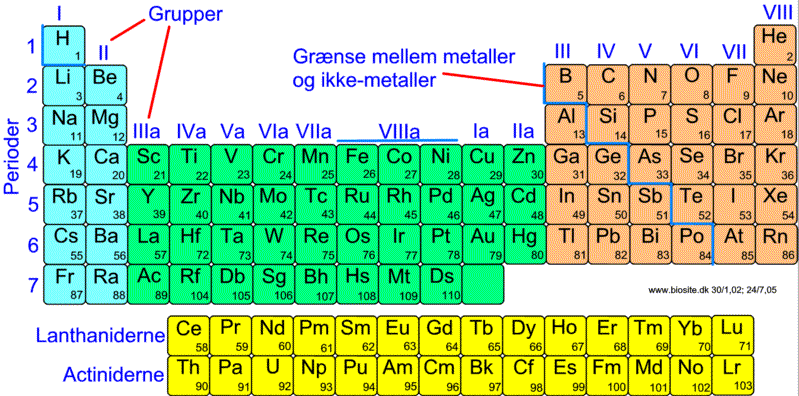 I Grupper VIII
1 H 1 II He 2
Grænse mellem metaller
og ikke-metaller
III IV V VI VII
2 Li 3 Be 4 B 5 C 6 N 7 O 8 F 9 Ne 10
3 Na 11 Mg 12 Al 13 Si 14 P 15 S 16 Cl 17 Ar 18
IIIa IVa Va VIa VIIa VIIIa Ia IIa
Perioder
4 K 19 Ca 20 Sc 21 Ti 22 V 23 Cr 24 Mn 25 Fe 26 Co 27 Ni 28 Cu 29 Zn 30 Ga 31 Ge 32 As 33 Se 34 Br 35 Kr 36
5 Rb 37 Sr 38 Y 39 Zr 40 Nb 41 Mo 42 Tc 43 Ru 44 Rh 45 Pd 46 Ag 47 Cd 48 In 49 Sn 50 Sb 51 Te 52 I 53 Xe 54
6 Cs 55 Ba 56 La 57 Hf 72 Ta 73 W 74 Re 75 Os 76 Ir 77 Pt 78 Au 79 Hg 80 Tl 81 Pb 82 Bi 83 Po 84 At 85 Rn 86
7 Fr 87 Ra 88 Ac 89 Rf 104 Db 105 Sg 106 Bh 107 Hs 108 Mt 109 Ds 110
www.biosite.dk 30/1,02; 24/7,05
Lanthaniderne Ce 58 Pr 59 Nd 60 Pm 61 Sm 62 Eu 63 Gd 64 Tb 65 Dy 66 Ho 67 Er 68 Tm 69 Yb 70 Lu 71
Actiniderne Th 90 Pa 91 U 92 Np 93 Pu 94 Am 95 Cm 96 Bk 97 Cf 98 Es 99 Fm 100 Md 101 No 102 Lr 103